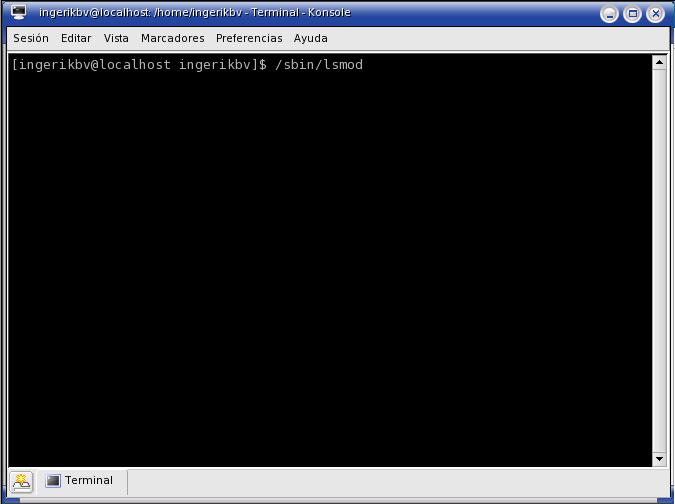 ingerikbv@localhost: /home/ingerikbv - Terminal - Konsole
Sesión Editar Vista Marcadores Preferencias Ayuda
[ingerikbv@localhost ingerikbv]$ /sbin/lsmod
Terminal